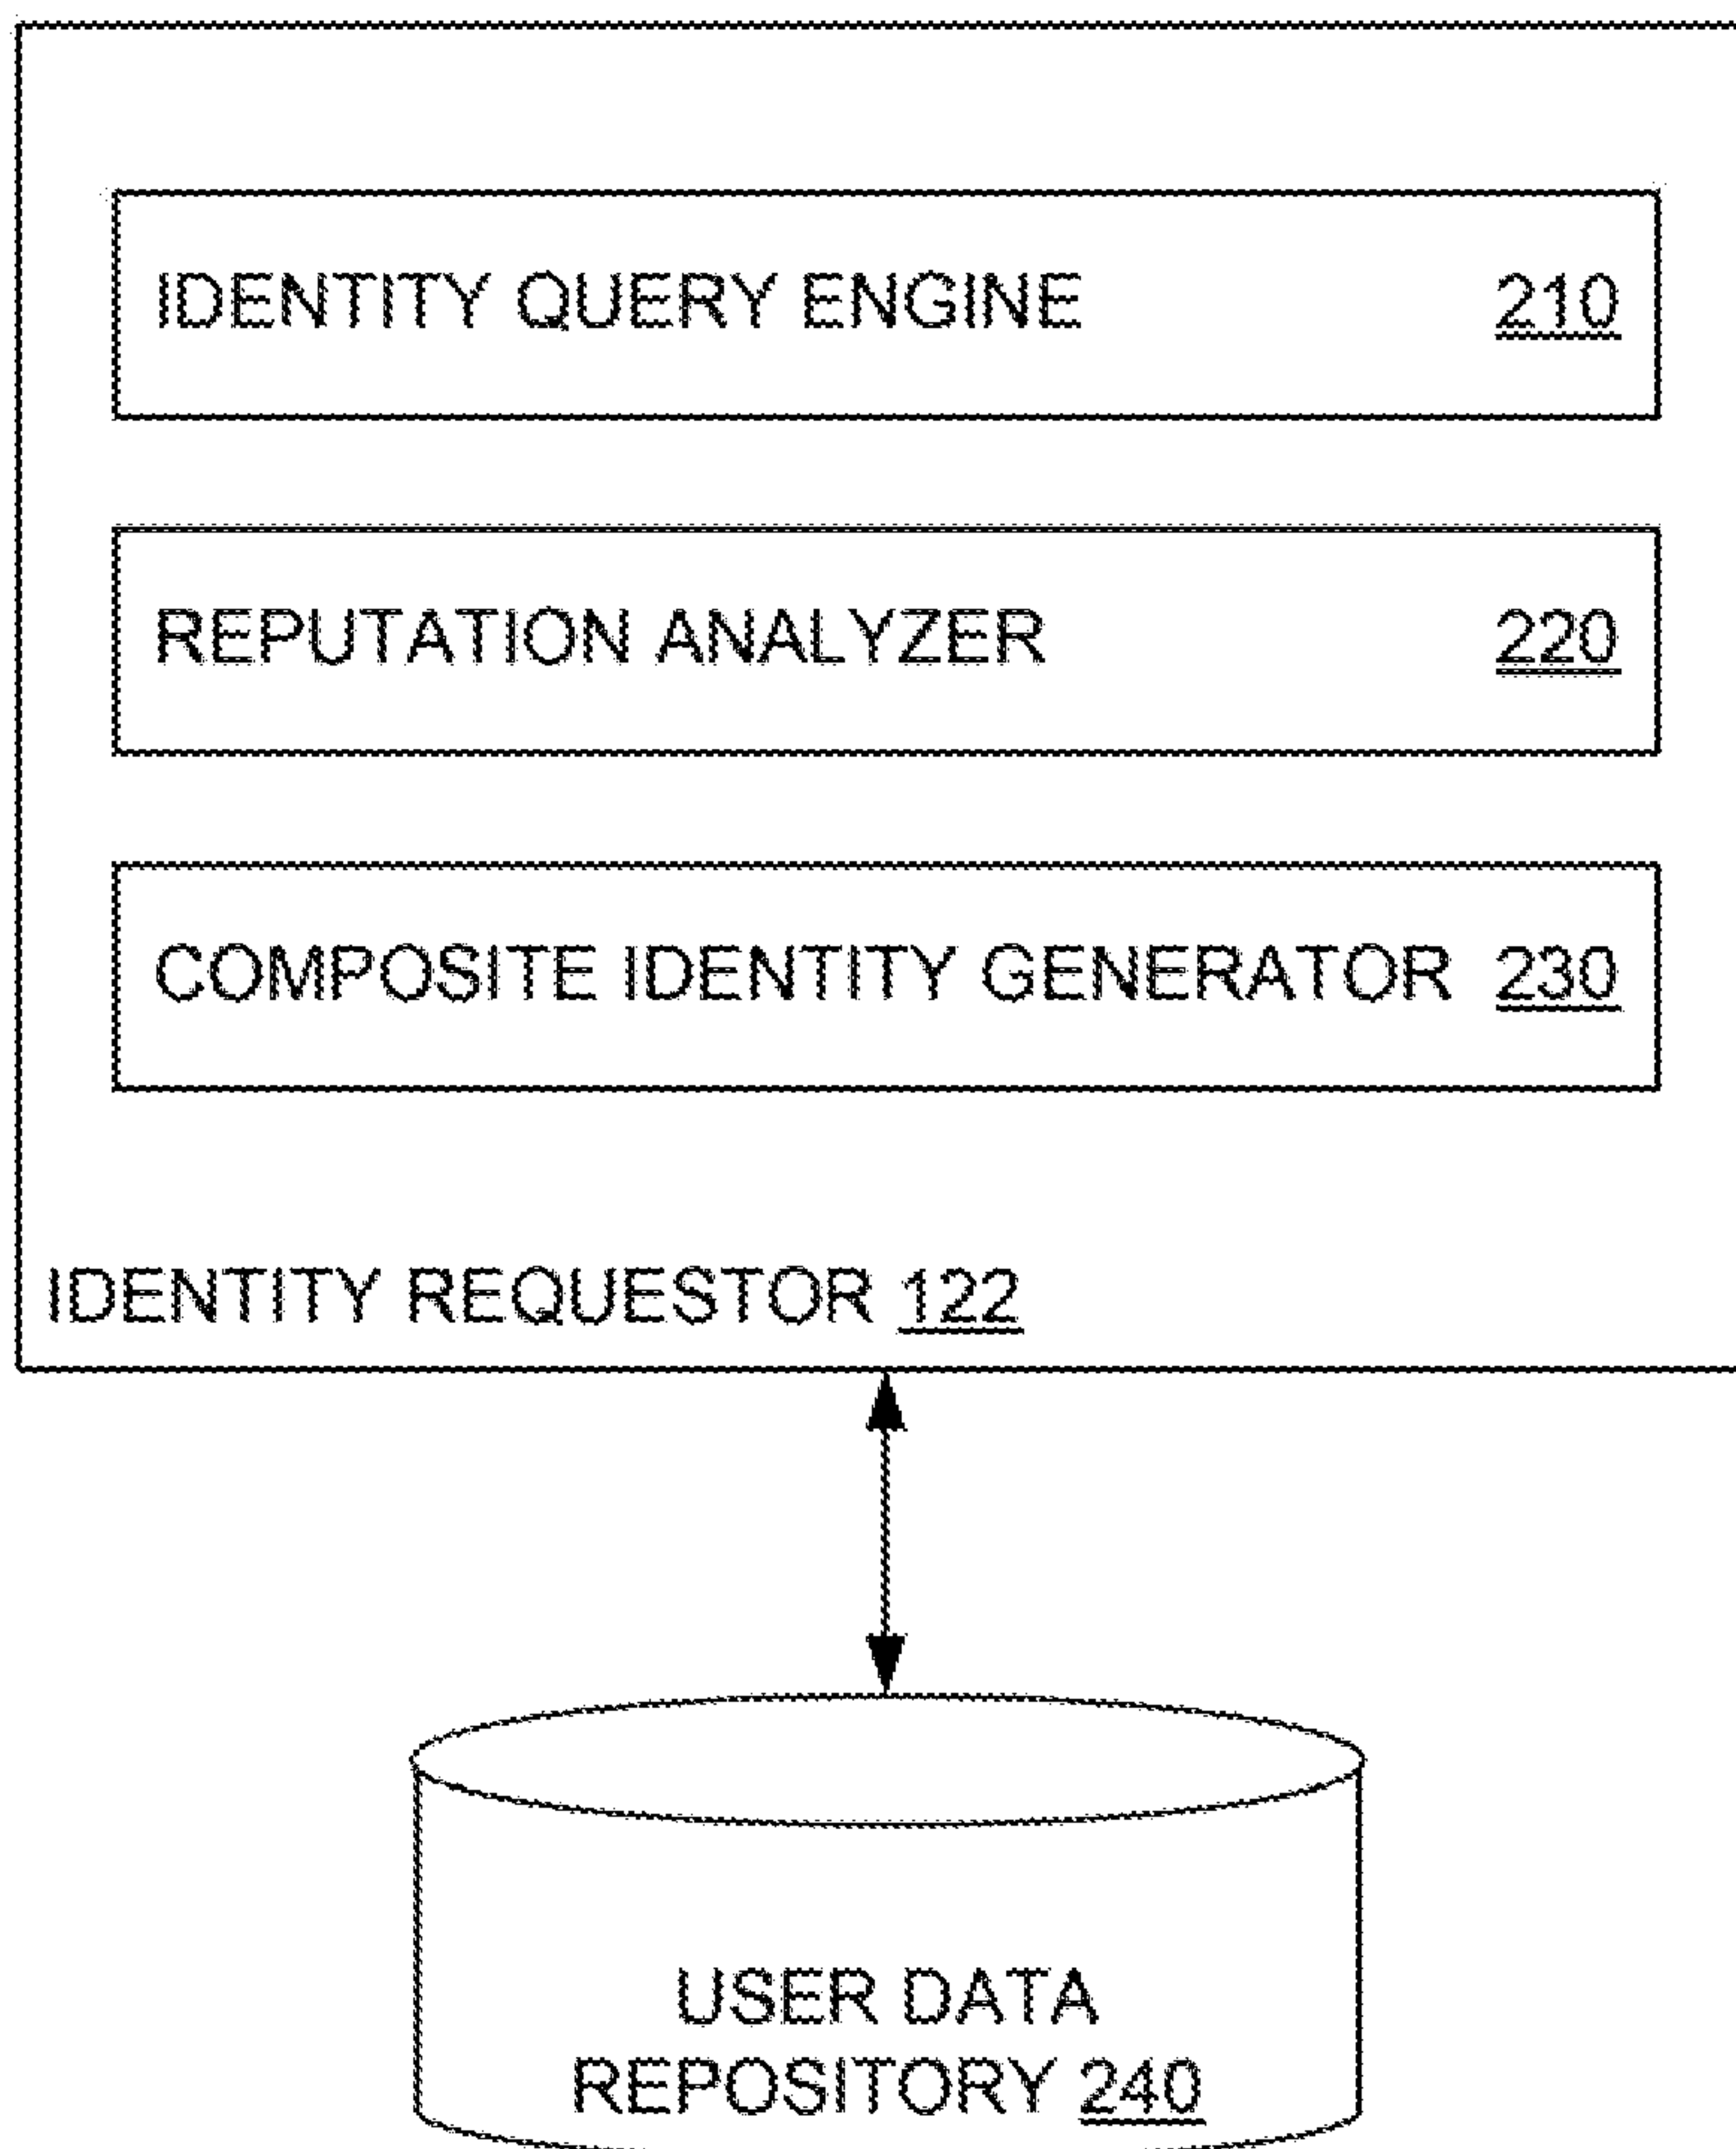 IDENTITY QUERY ENGINE 210
REPUTATION ANALYZER 220
COMPOSITE IDENTITY GENERATOR 230
IDENTITY REQUESTOR 122
USER DATA
REPOSITORY 240